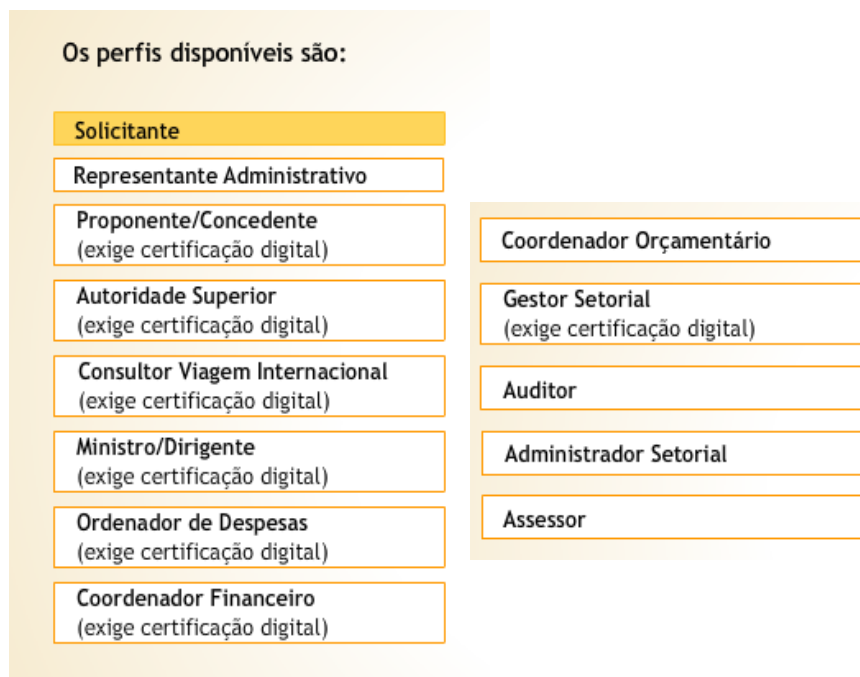 Os perfis disponíveis são:
Solicitante
Representante Administrativo
Proponente/Concedente
(exige certificação digital)
Autoridade Superior
(exige certificação digital)
Consultor Viagem Internacional
(exige certificação digital)
Ministro/Dirigente
(exige certificação digital)
Ordenador de Despesas
(exige certificação digital)
Coordenador Financeiro
(exige certificação digital)
Coordenador Orçamentário
Gestor Setorial
(exige certificação digital)
Auditor
Administrador Setorial
Assessor